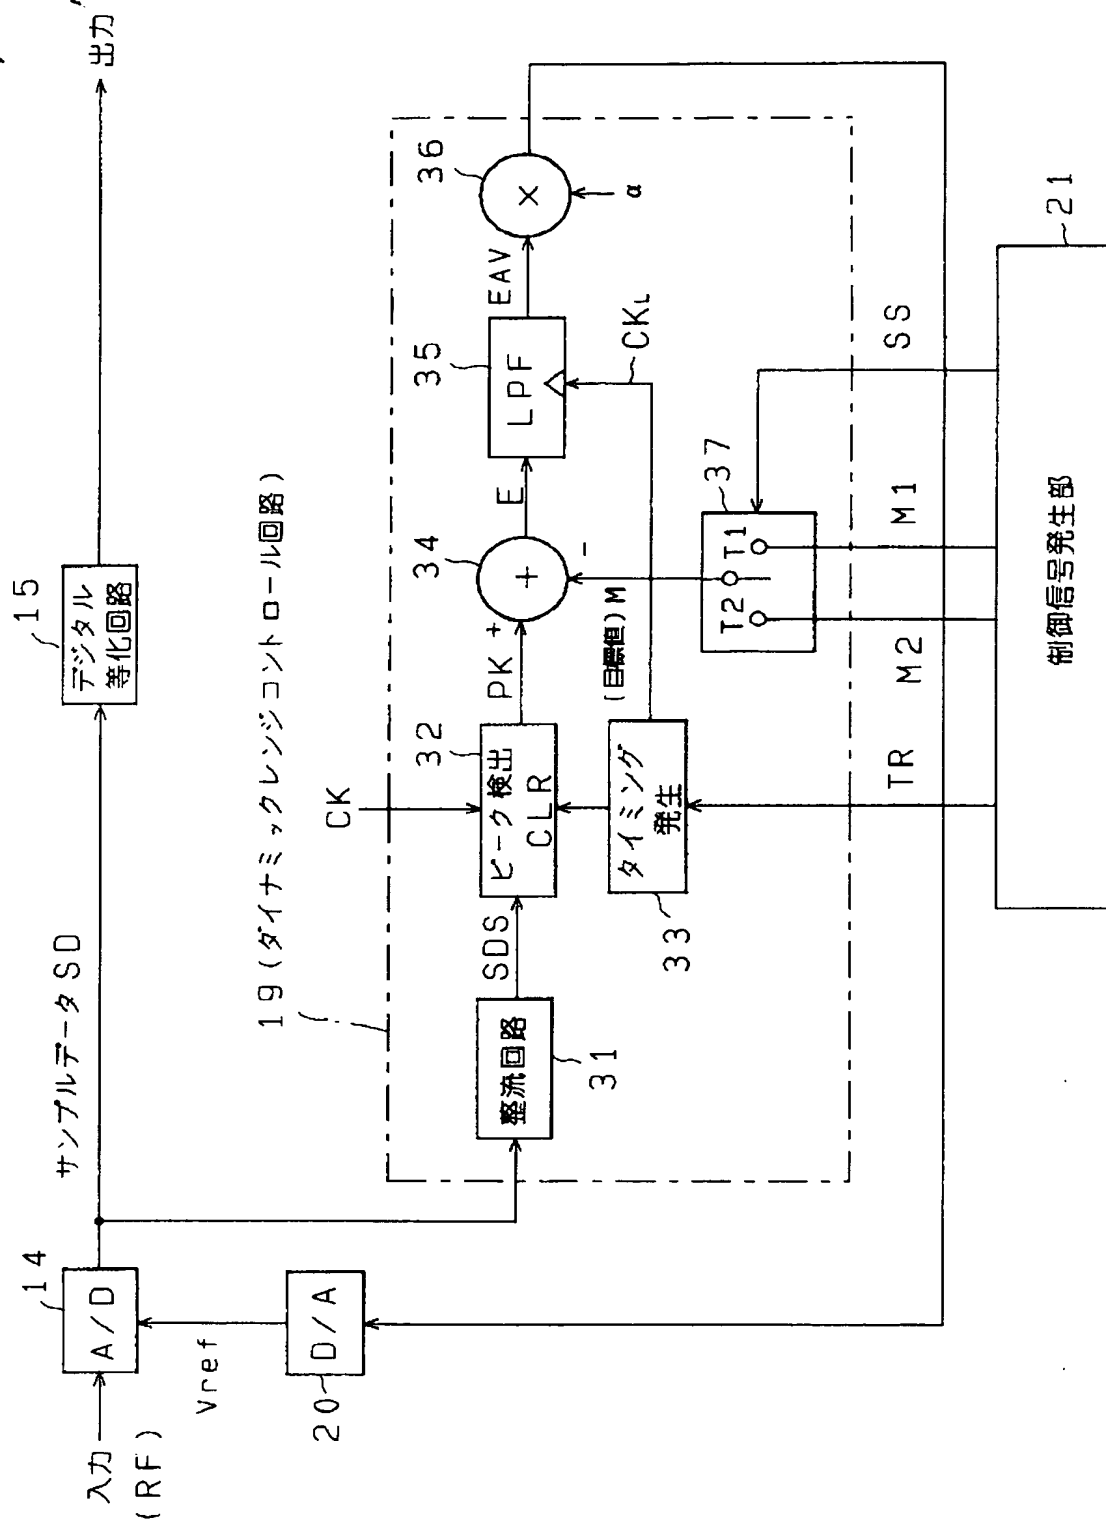 入力
(RF)
14
A/D
Vref
20
D/A
サンプルデータSD
15
デジタル
等化回路
出力
19(ダイナミックレンジコントロール回路)
整流回路
31
SDS
CK
32
ピーク検出
CLR
PK
+
34
+
−
E
35
LPF
EAV
36
×
α
CKL
(目標値)M
タイミング
発生
33
37
T2
T1
TR
M2
M1
SS
制御信号発生部
21